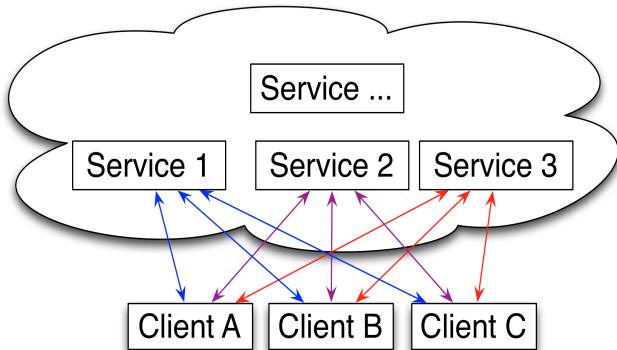 Service ...
Service 1
Service 2
Service 3
Client A
Client B
Client C